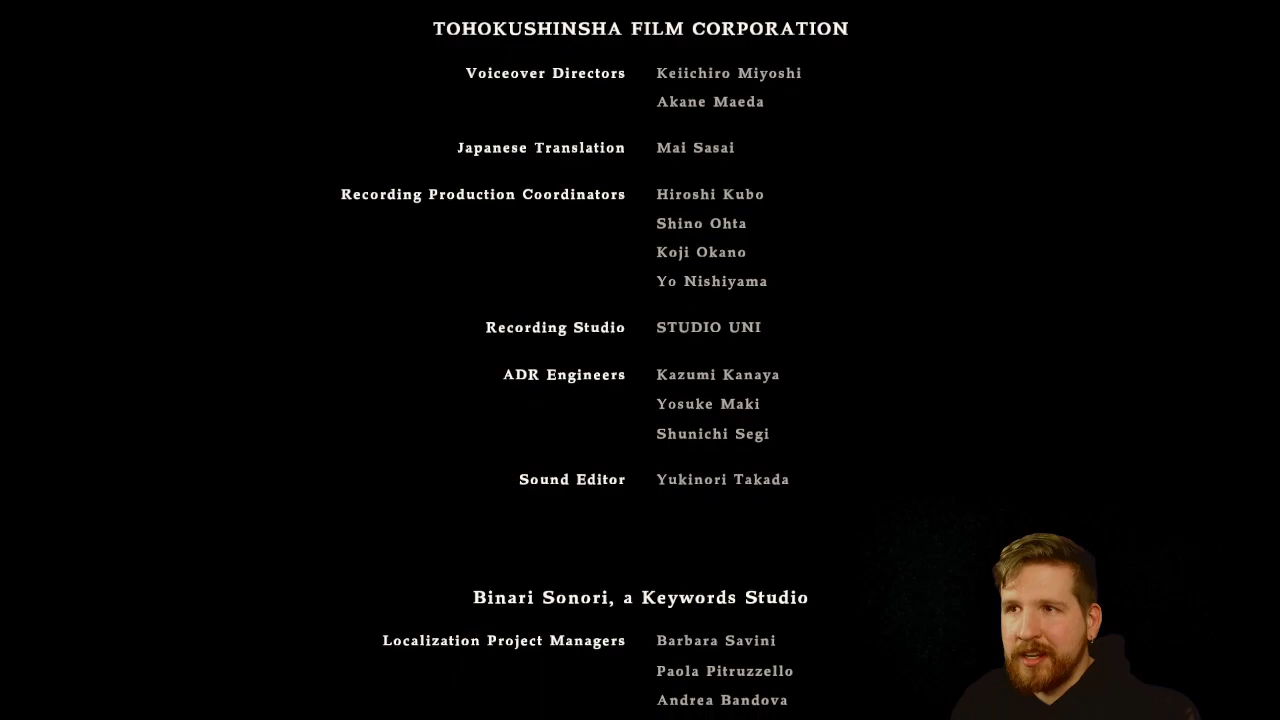 TOHOKUSHINSHA FILM CORPORATION
Voiceover Directors Keiichiro Miyoshi
Akane Maeda
Japanese Translation Mai Sasai
Recording Production Coordinators Hiroshi Kubo
Shino Ohta
Koji Okano
Yo Nishiyama
Recording Studio STUDIO UNI
ADR Engineers Kazumi Kanaya
Yosuke Maki
Shunichi Segi
Sound Editor Yukinori Takada
Binari Sonori, a Keywords Studio
Localization Project Managers Barbara Savini
Paola Pitruzzello
Andrea Bandova